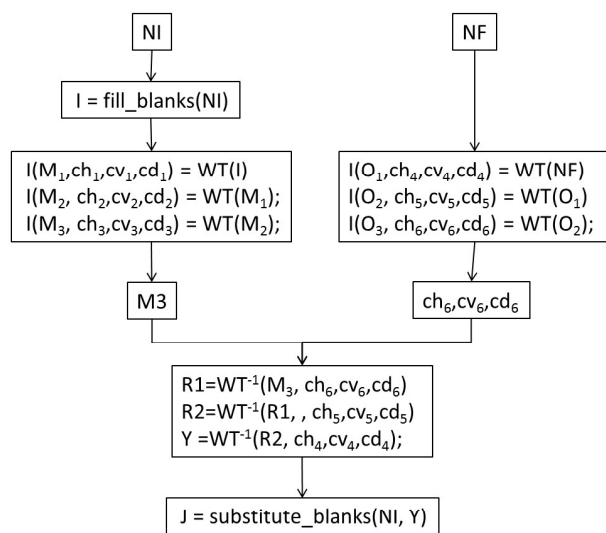 NI
NF
I = fill_blanks(NI)
I(M₁,ch₁,cv₁,cd₁) = WT(I)
I(M₂, ch₂,cv₂,cd₂) = WT(M₁);
I(M₃, ch₃,cv₃,cd₃) = WT(M₂);
I(O₁,ch₄,cv₄,cd₄) = WT(NF)
I(O₂, ch₅,cv₅,cd₅) = WT(O₁)
I(O₃, ch₆,cv₆,cd₆) = WT(O₂);
M3
ch₆,cv₆,cd₆
R1=WT⁻¹(M₃, ch₆,cv₆,cd₆)
R2=WT⁻¹(R1, , ch₅,cv₅,cd₅)
Y =WT⁻¹(R2, ch₄,cv₄,cd₄);
J = substitute_blanks(NI, Y)